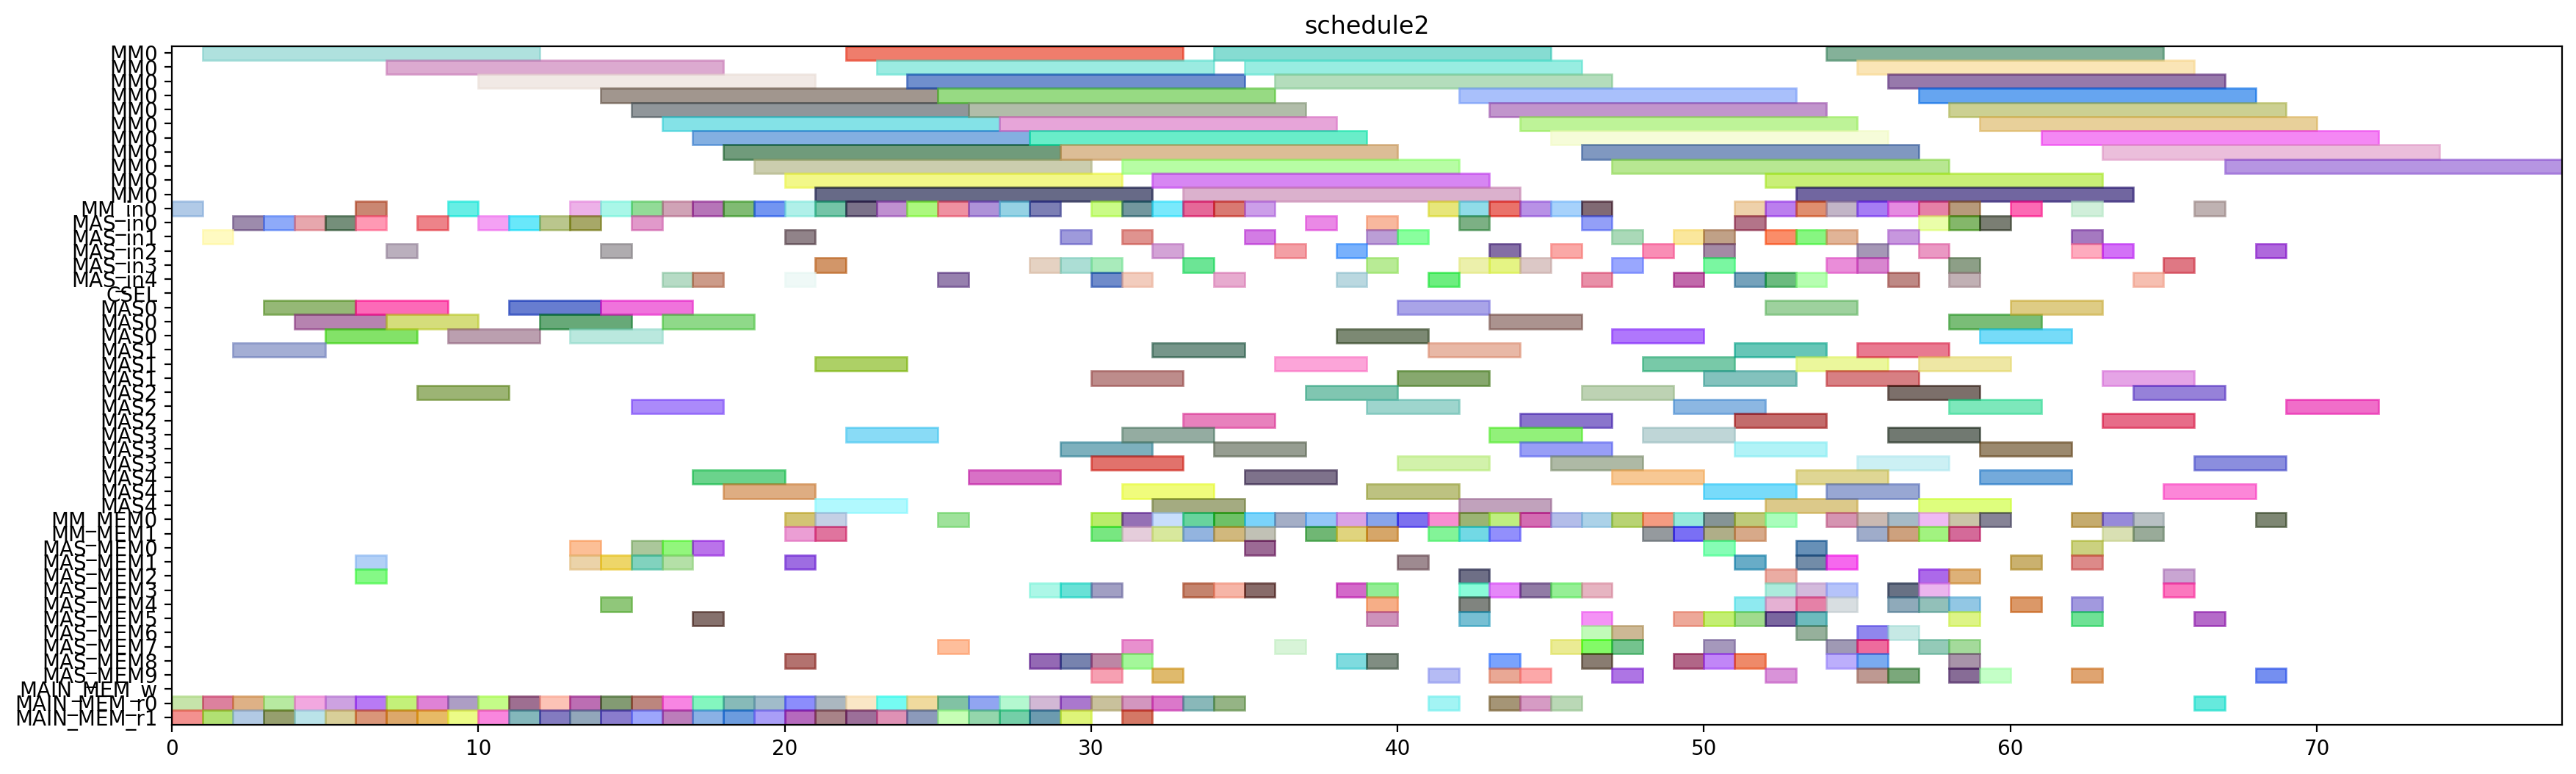 schedule2
MM0
MM0
MM0
MM0
MM0
MM0
MM0
MM0
MM0
MM0
MM0
MM_in0
MAS_in0
MAS_in1
MAS_in2
MAS_in3
MAS_in4
CSEL
MAS0
MAS0
MAS0
MAS1
MAS1
MAS1
MAS2
MAS2
MAS2
MAS3
MAS3
MAS3
MAS4
MAS4
MAS4
MM_MEM0
MM_MEM1
MAS_MEM0
MAS_MEM1
MAS_MEM2
MAS_MEM3
MAS_MEM4
MAS_MEM5
MAS_MEM6
MAS_MEM7
MAS_MEM8
MAS_MEM9
MAIN_MEM_w
MAIN_MEM_r0
MAIN_MEM_r1
0 10 20 30 40 50 60 70